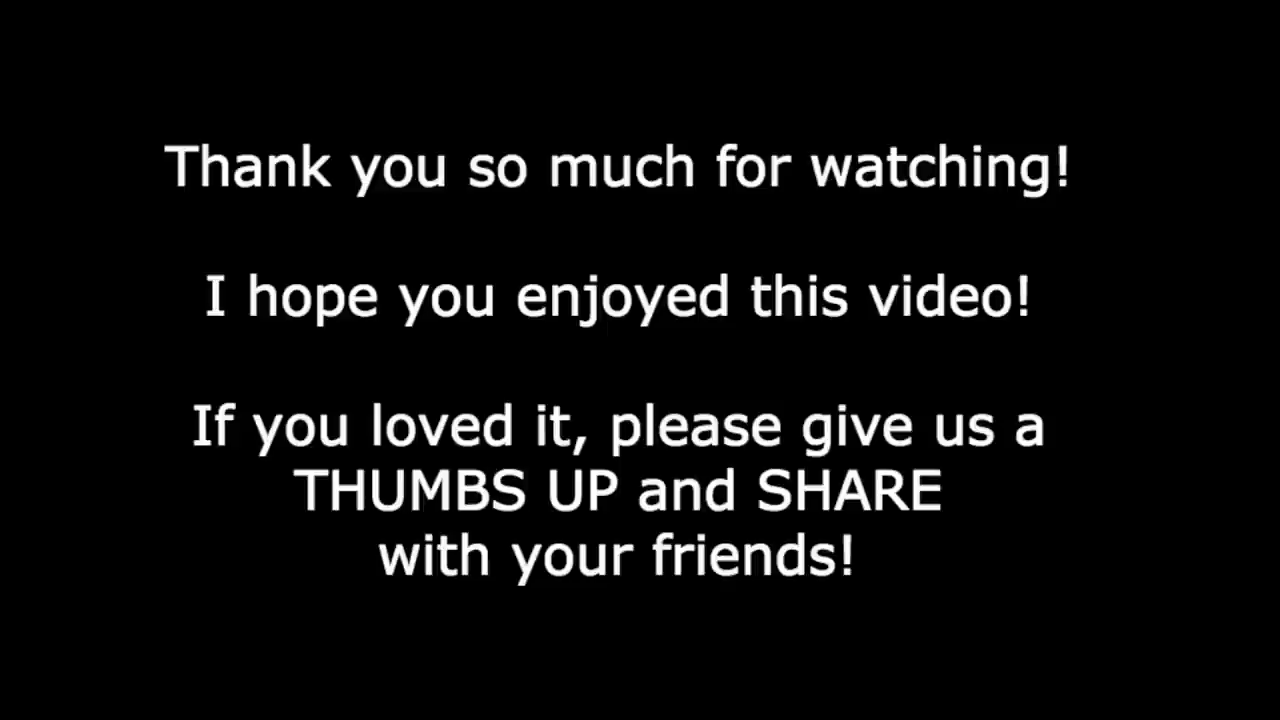 Thank you so much for watching!
I hope you enjoyed this video!
If you loved it, please give us a
THUMBS UP and SHARE
with your friends!